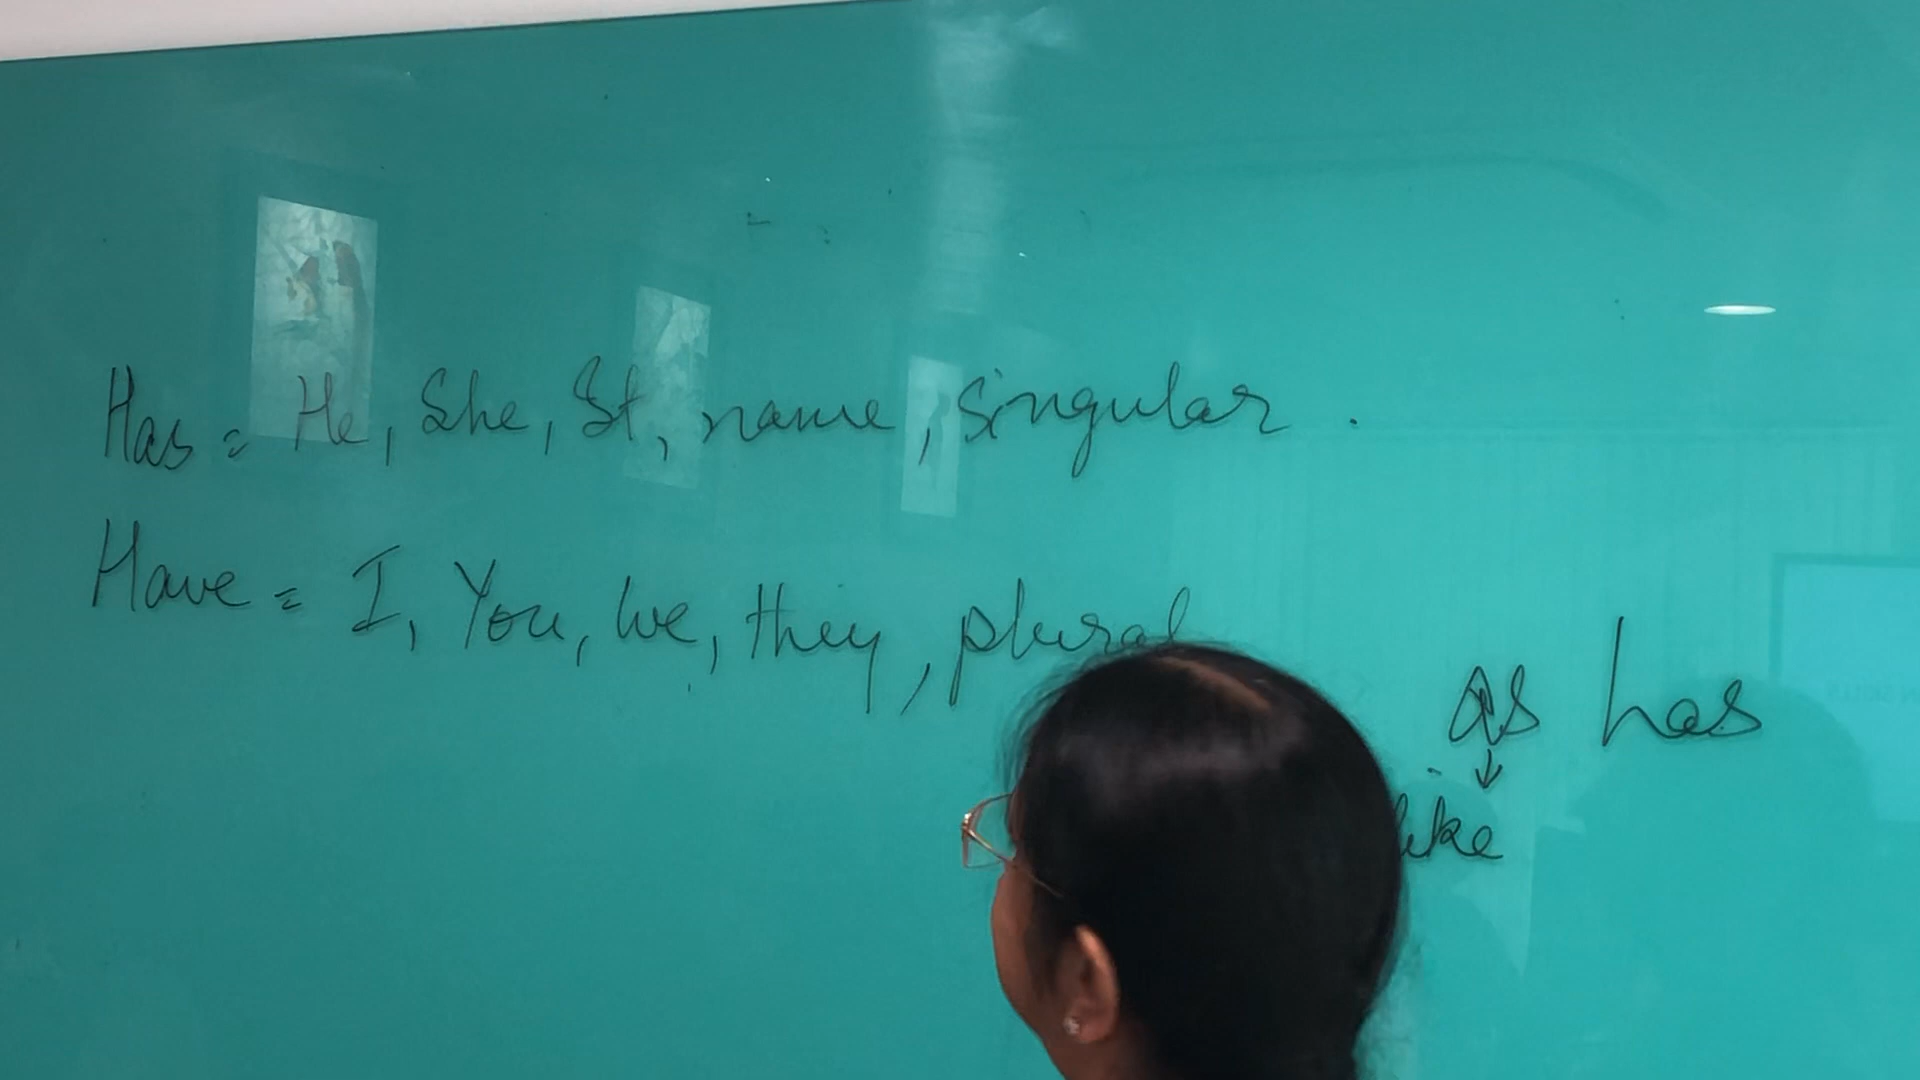 Has = He, She, It, name, singular.
Have = I, You, we, they, plural
as has
↓
like